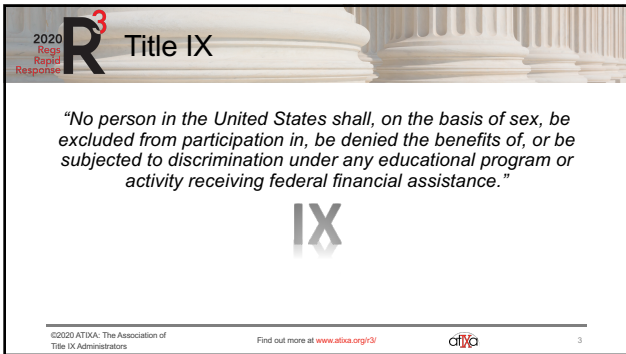 2020
Regs
Rapid
Response
R3
Title IX
“No person in the United States shall, on the basis of sex, be
excluded from participation in, be denied the benefits of, or be
subjected to discrimination under any educational program or
activity receiving federal financial assistance.”
IX
©2020 ATIXA: The Association of
Title IX Administrators
Find out more at www.atixa.org/r3/
atIXa
3